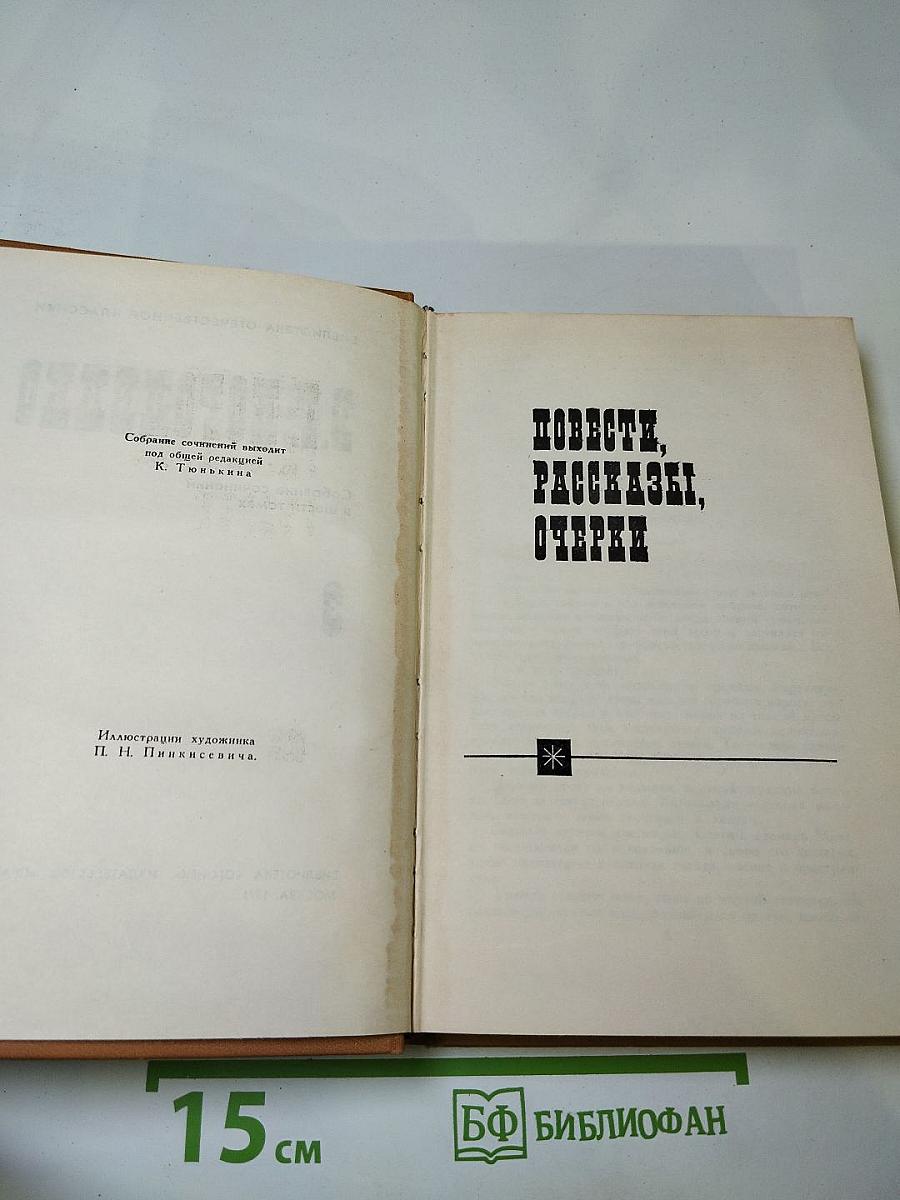 Собрание сочинений выходит
под общей редакцией
К. Тюнькина
Иллюстрации художника
П. Н. Пинкисевича.
ПОВЕСТИ,
РАССКАЗЫ,
ОЧЕРКИ
15 см
БФ БИБЛИОФАН